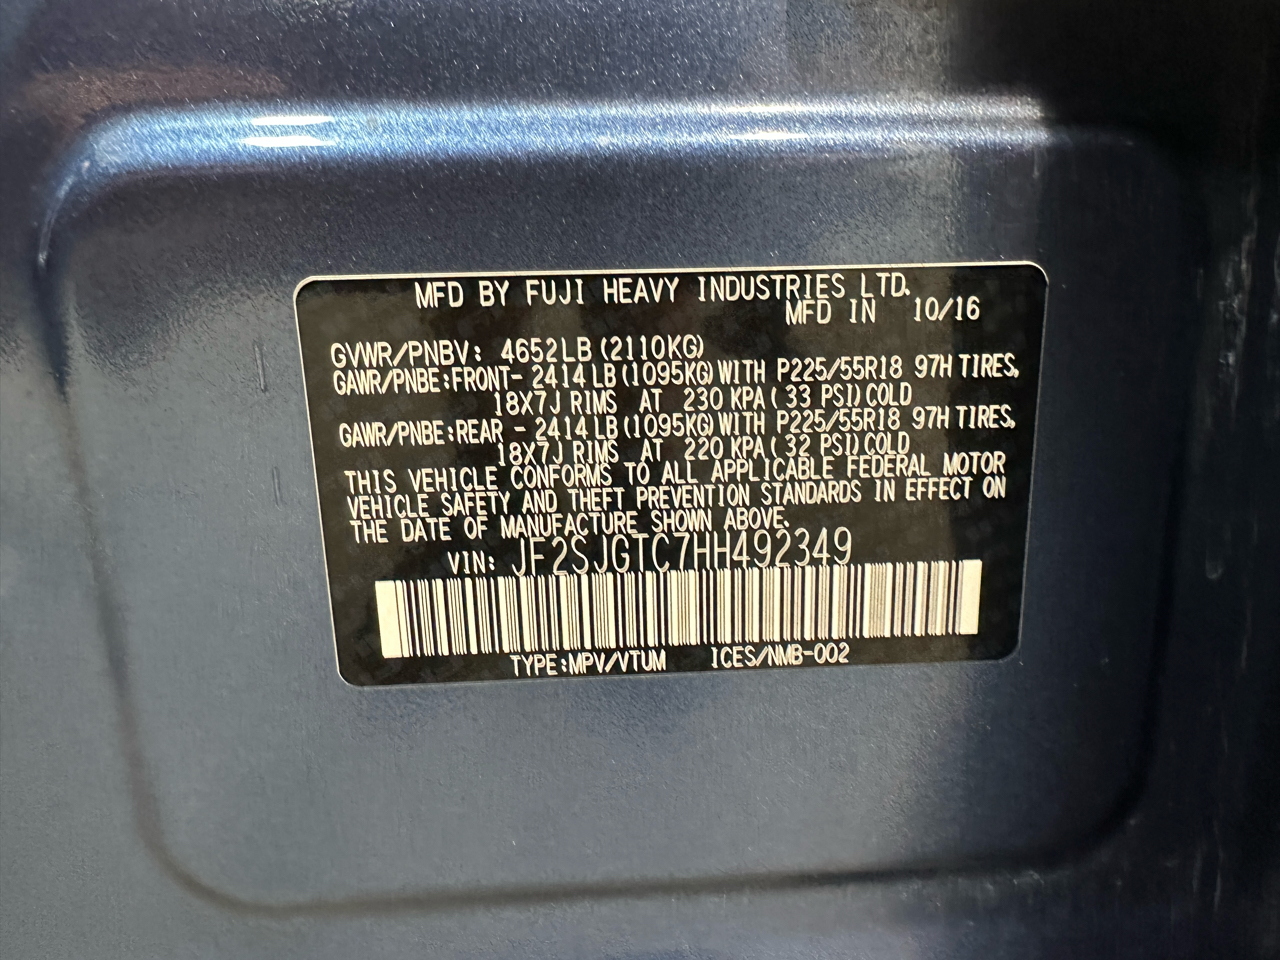 MFD BY FUJI HEAVY INDUSTRIES LTD.
MFD IN 10/16
GVWR/PNBV: 4652LB(2110KG)
GAWR/PNBE:FRONT- 2414LB(1095KG)WITH P225/55R18 97H TIRES,
18X7J RIMS AT 230 KPA(33 PSI)COLD
GAWR/PNBE:REAR - 2414LB(1095KG)WITH P225/55R18 97H TIRES,
18X7J RIMS AT 220 KPA(32 PSI)COLD
THIS VEHICLE CONFORMS TO ALL APPLICABLE FEDERAL MOTOR
VEHICLE SAFETY AND THEFT PREVENTION STANDARDS IN EFFECT ON
THE DATE OF MANUFACTURE SHOWN ABOVE.
VIN: JF2SJGTC7HH492349
TYPE:MPV/VTUM ICES/NMB-002